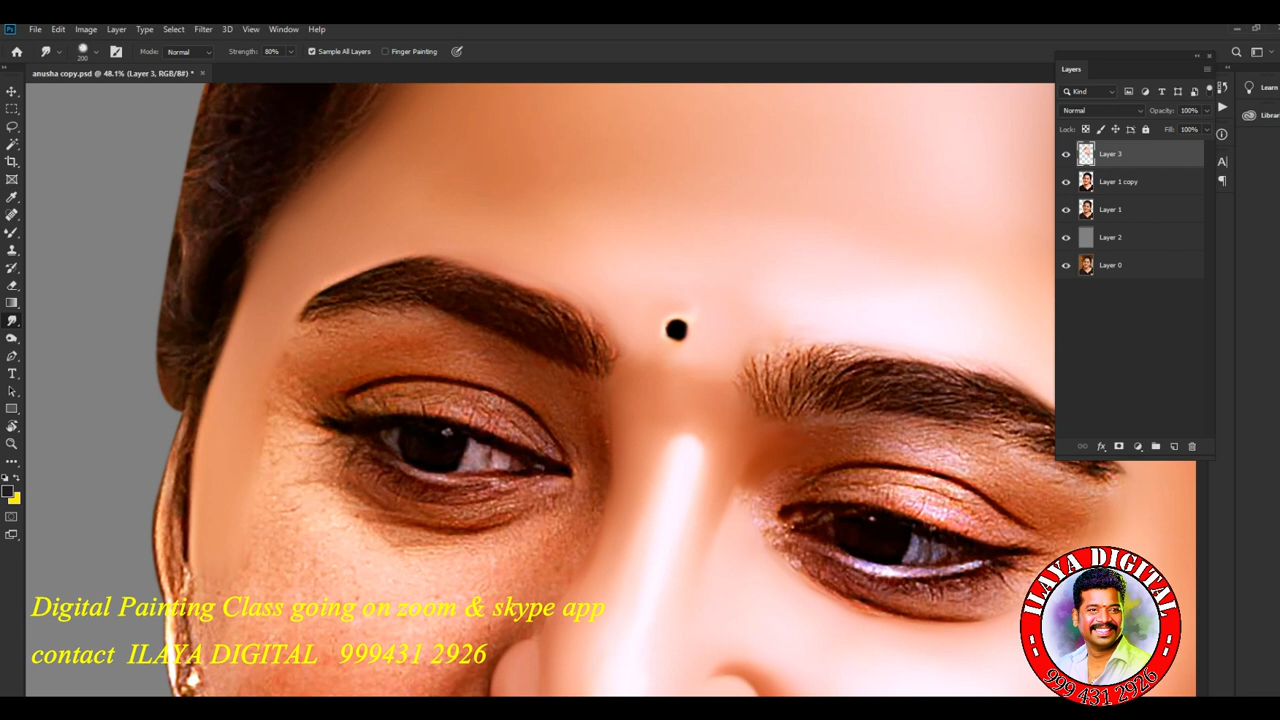 File Edit Image Layer Type Select Filter 3D View Window Help
200 Mode: Normal Strength: 80% Sample All Layers Finger Painting
anusha copy.psd @ 48.1% (Layer 3, RGB/8#) *
Layers
Kind
Normal Opacity: 100%
Lock: Fill: 100%
Layer 3
Layer 1 copy
Layer 1
Layer 2
Layer 0
Learn
Librar
Digital Painting Class going on zoom & skype app
contact ILAYA DIGITAL 999431 2926
ILAYA DIGITAL
999 431 2926